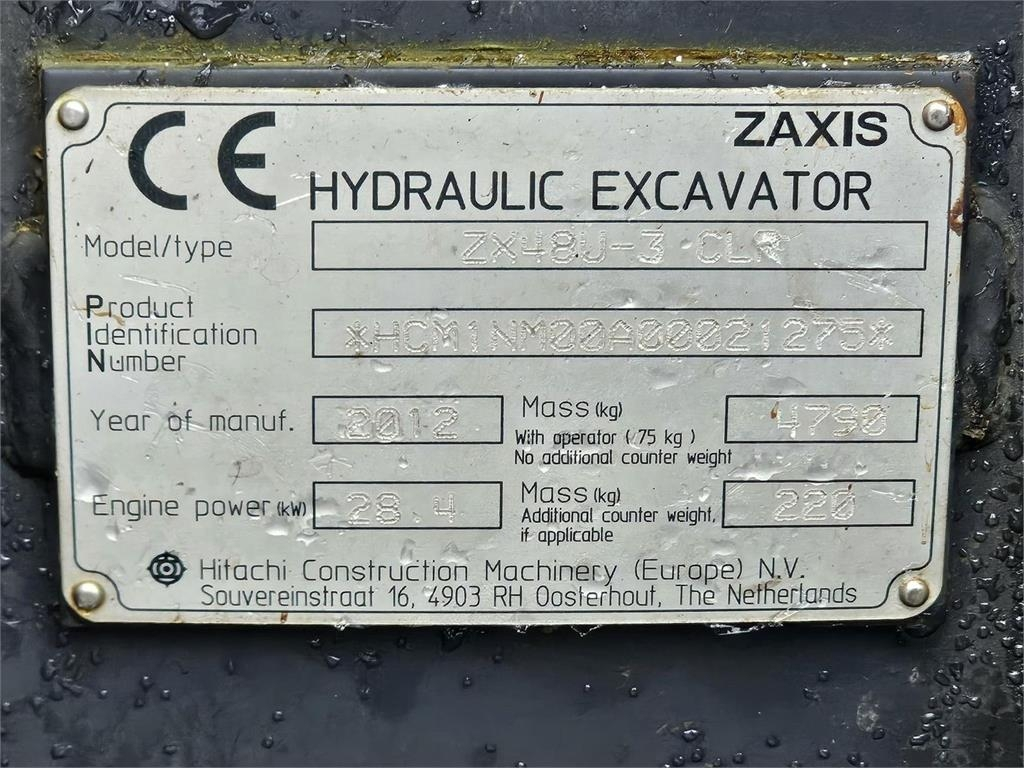 CE
ZAXIS
HYDRAULIC EXCAVATOR
Model/type ZX48U-3 CLR
Product
Identification
Number
*HCM1NM00A00021275*
Year of manuf. 2012
Mass (kg)
With operator (75 kg)
No additional counter weight
4790
Engine power (kW) 28.4
Mass (kg)
Additional counter weight,
if applicable
220
Hitachi Construction Machinery (Europe) N.V.
Souvereinstraat 16, 4903 RH Oosterhout, The Netherlands